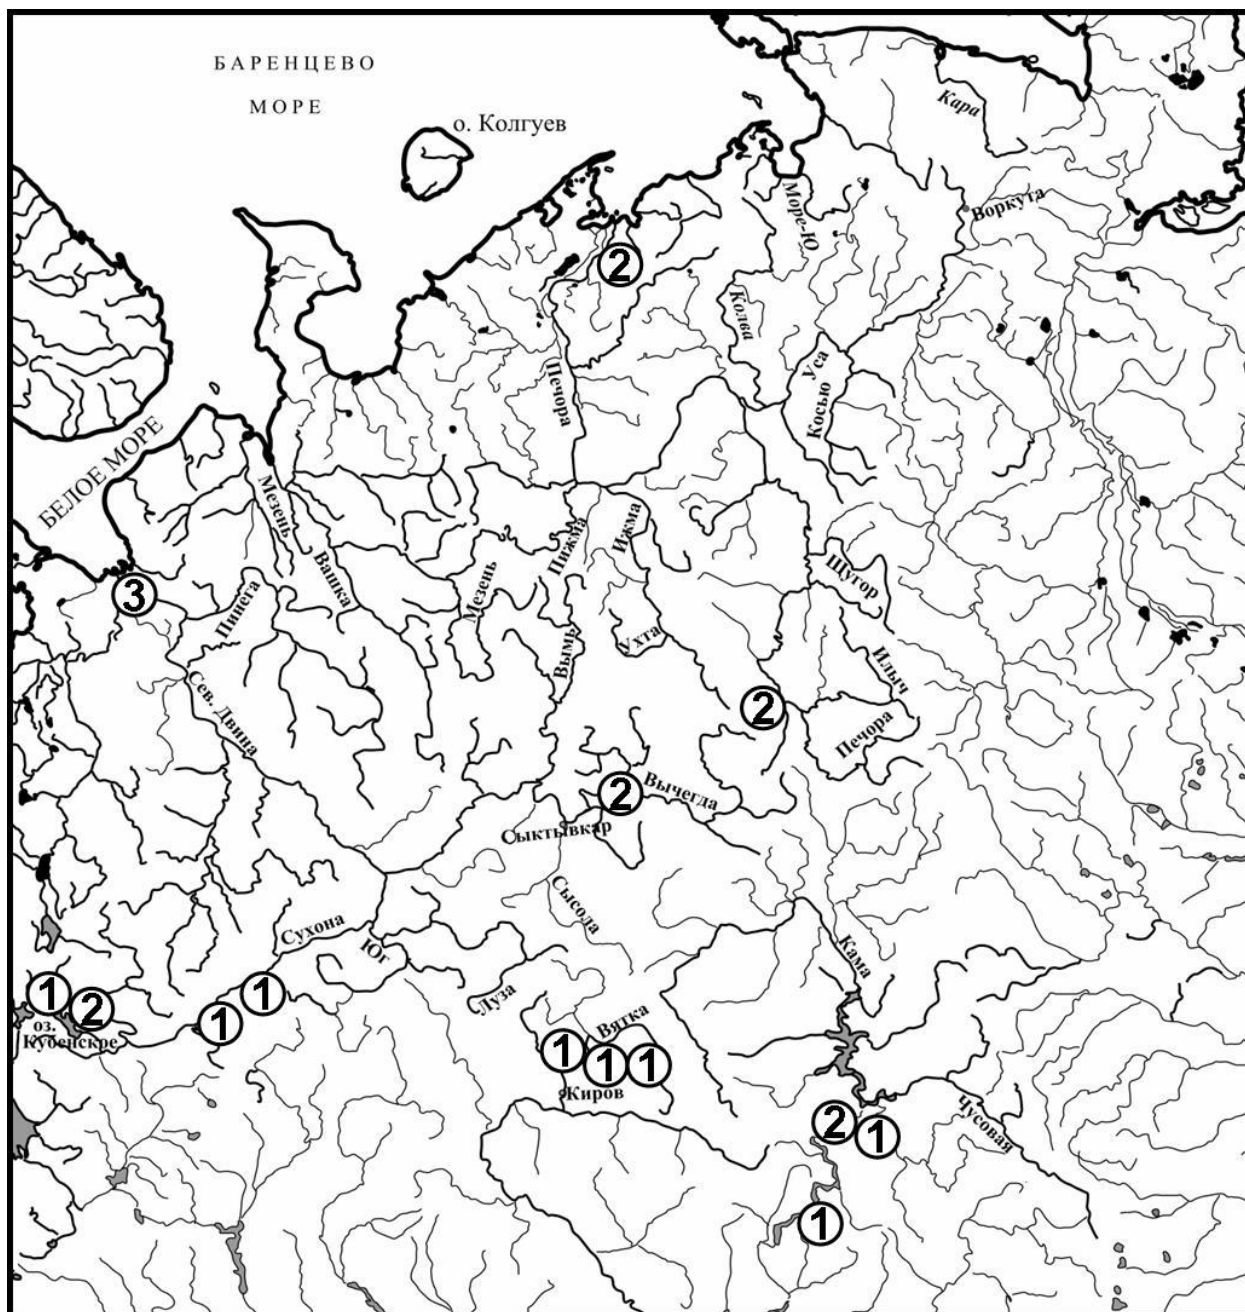 БАРЕНЦЕВО
МОРЕ
о. Колгуев
Кара
Воркута
Море-Ю
2
Колва
Печора
Уса
Косью
БЕЛОЕ МОРЕ
Мезень
Вашка
Мезень
Пижма
Ижма
Щугор
3
Пинега
Вымь
Ухта
Илыч
Сев. Двина
2
Печора
2
Вычегда
Сыктывкар
Сысола
Сухона
Юг
Кама
1
2
1
1
Луза
оз.
Кубенское
Вятка
1
1
1
Киров
2
1
Чусовая
1